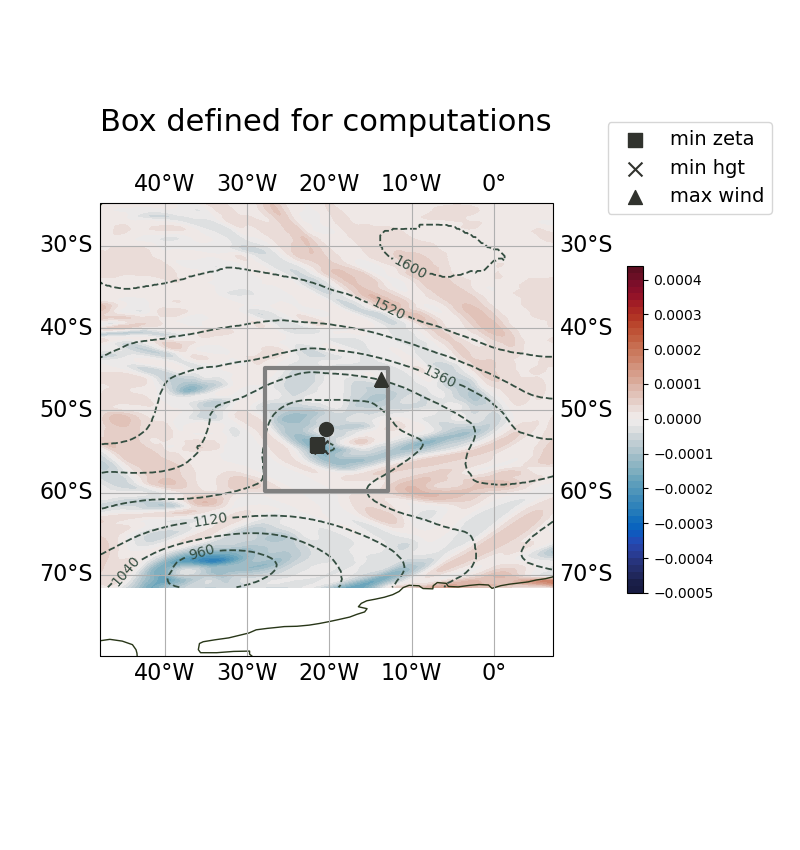 Box defined for computations
min zeta
min hgt
max wind
40°W 30°W 20°W 10°W 0°
30°S 30°S
40°S 40°S
50°S 50°S
60°S 60°S
70°S 70°S
40°W 30°W 20°W 10°W 0°
1600
1520
1360
1120
960
1040
0.0004
0.0003
0.0002
0.0001
0.0000
−0.0001
−0.0002
−0.0003
−0.0004
−0.0005